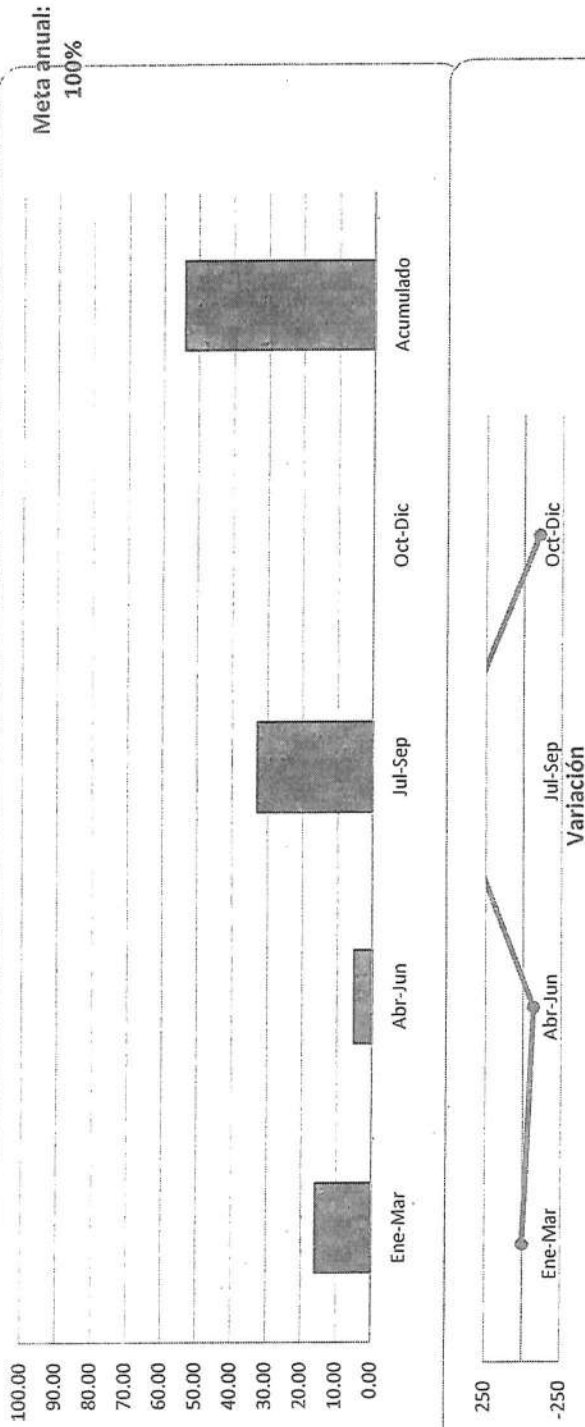 Meta anual:
100%
100.00
90.00
80.00
70.00
60.00
50.00
40.00
30.00
20.00
10.00
0.00
Ene-Mar
Abr-Jun
Jul-Sep
Oct-Dic
Acumulado
250
-250
Ene-Mar
Abr-Jun
Jul-Sep
Oct-Dic
Variación